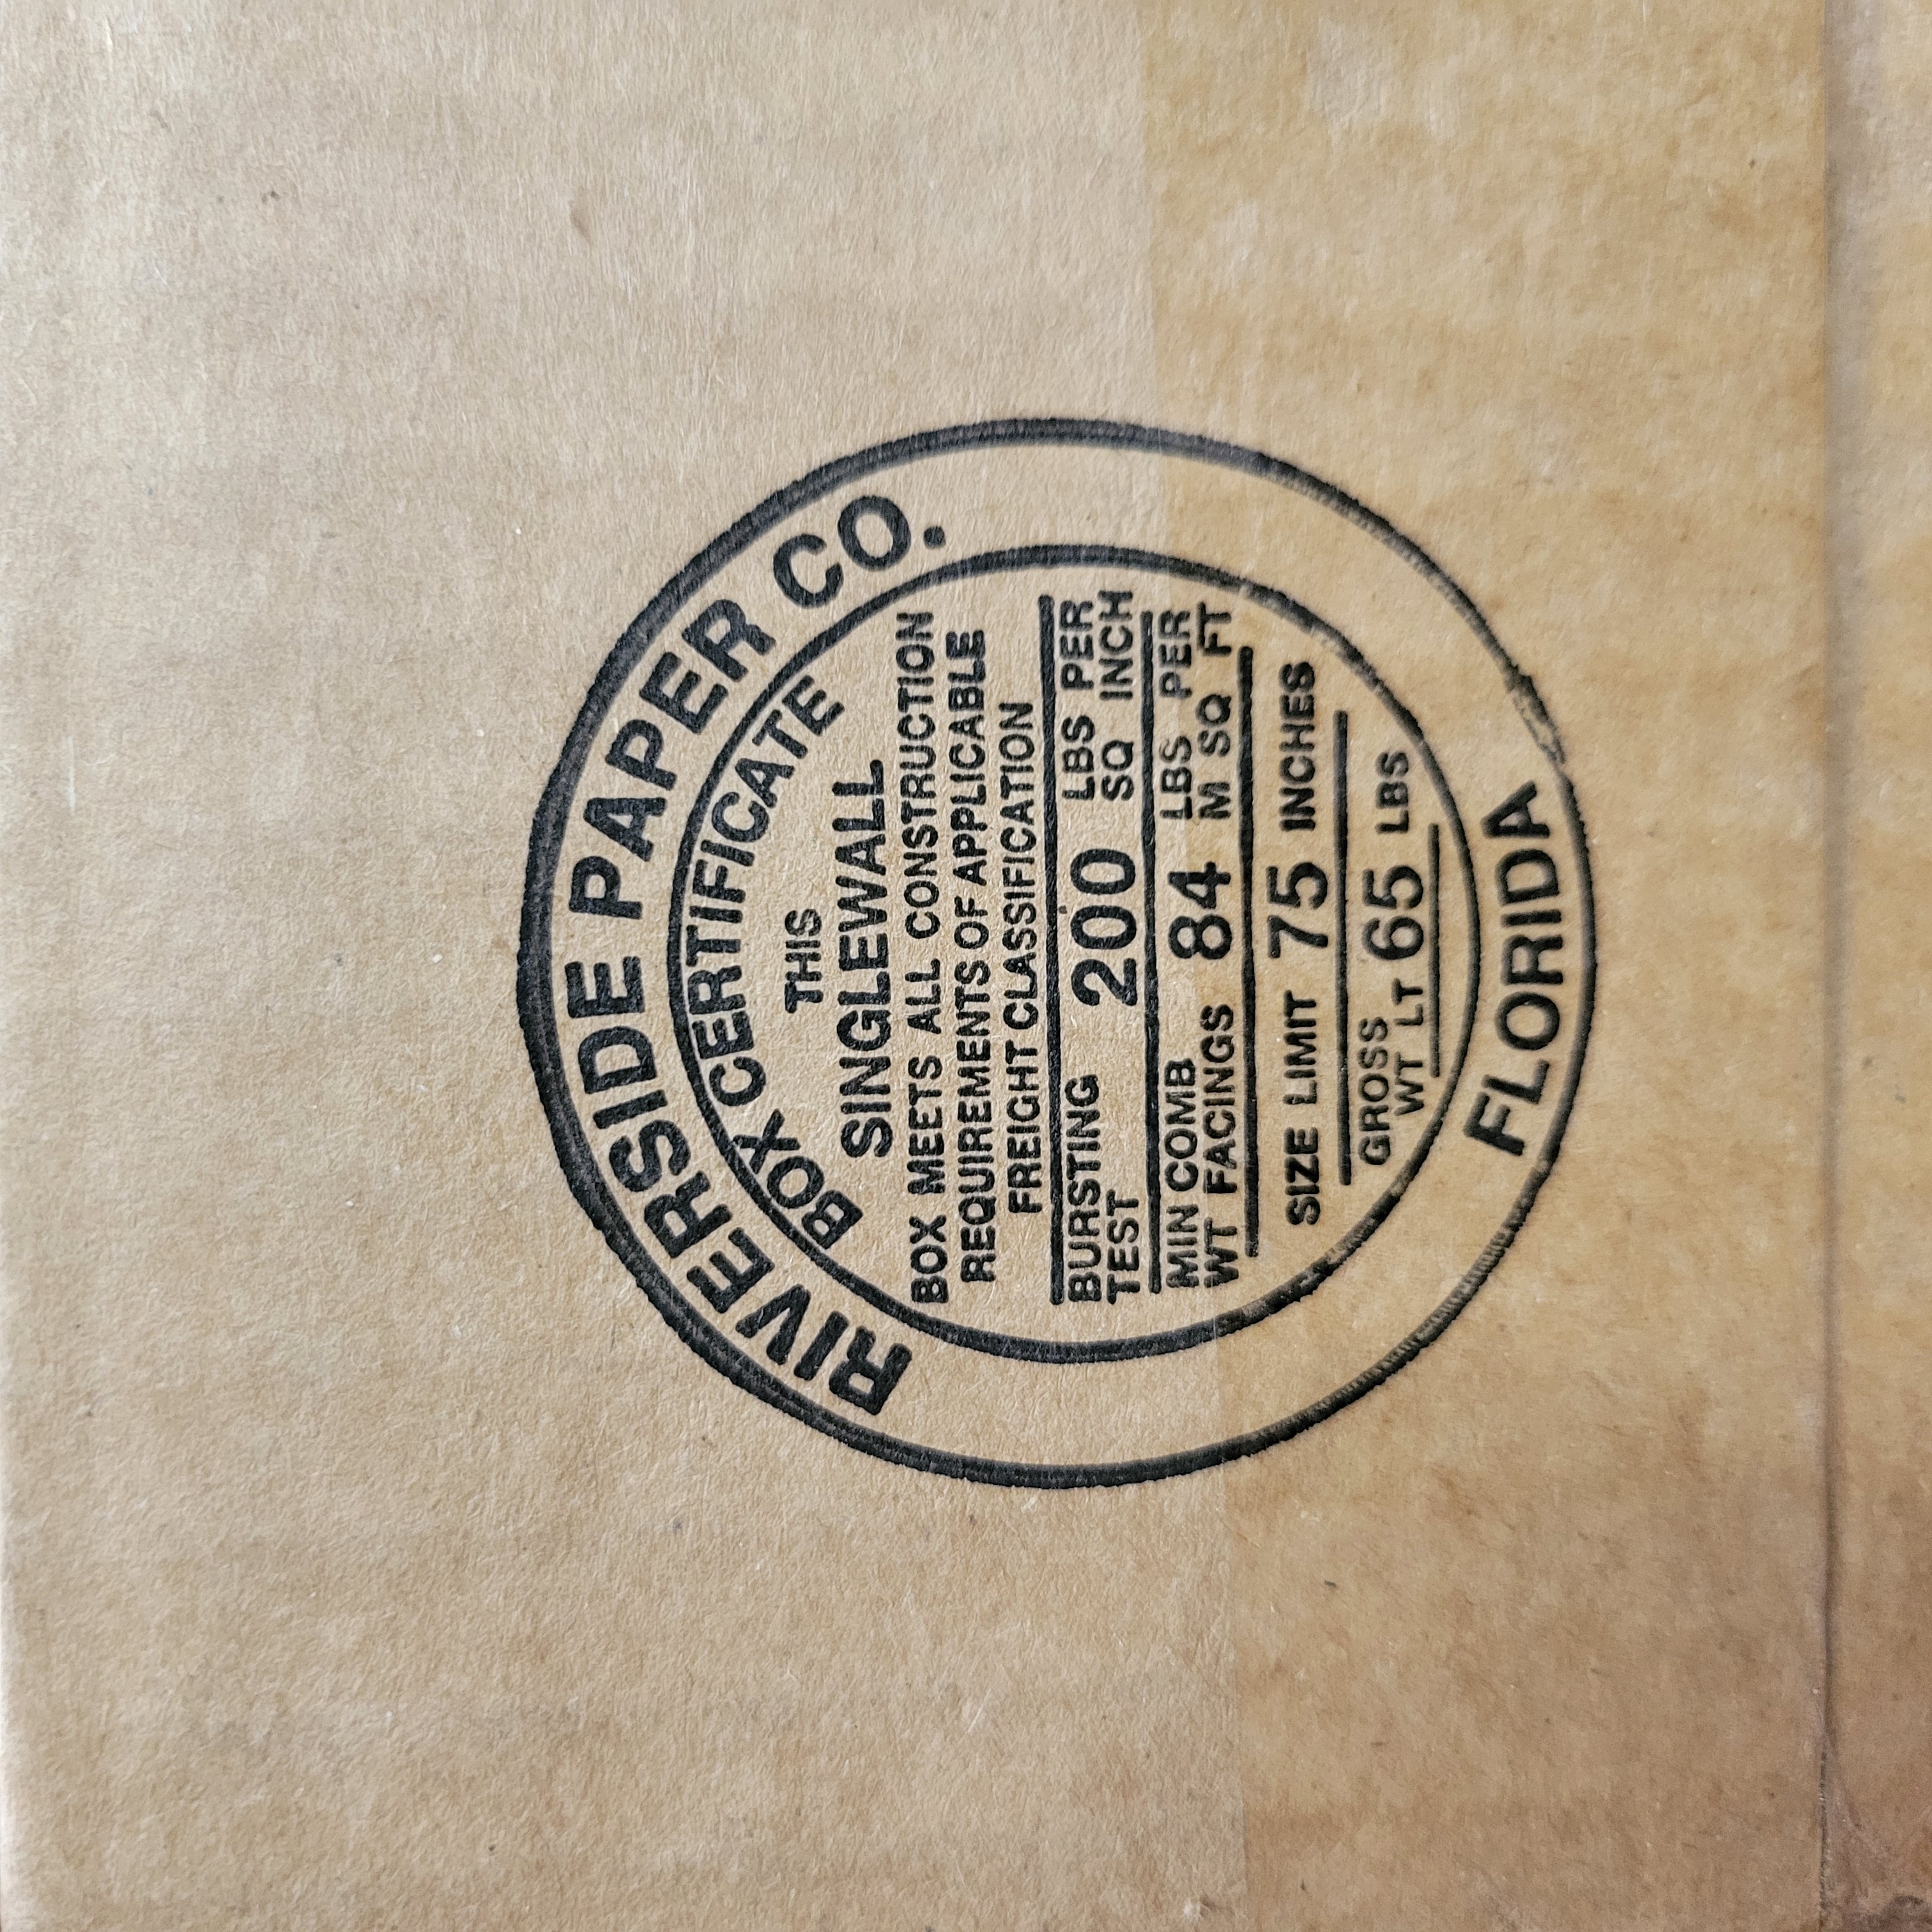 RIVERSIDE PAPER CO.
BOX CERTIFICATE
THIS
SINGLEWALL
BOX MEETS ALL CONSTRUCTION
REQUIREMENTS OF APPLICABLE
FREIGHT CLASSIFICATION
BURSTING TEST 200 LBS PER SQ INCH
MIN COMB WT FACINGS 84 LBS PER M SQ FT
SIZE LIMIT 75 INCHES
GROSS WT LT 65 LBS
FLORIDA